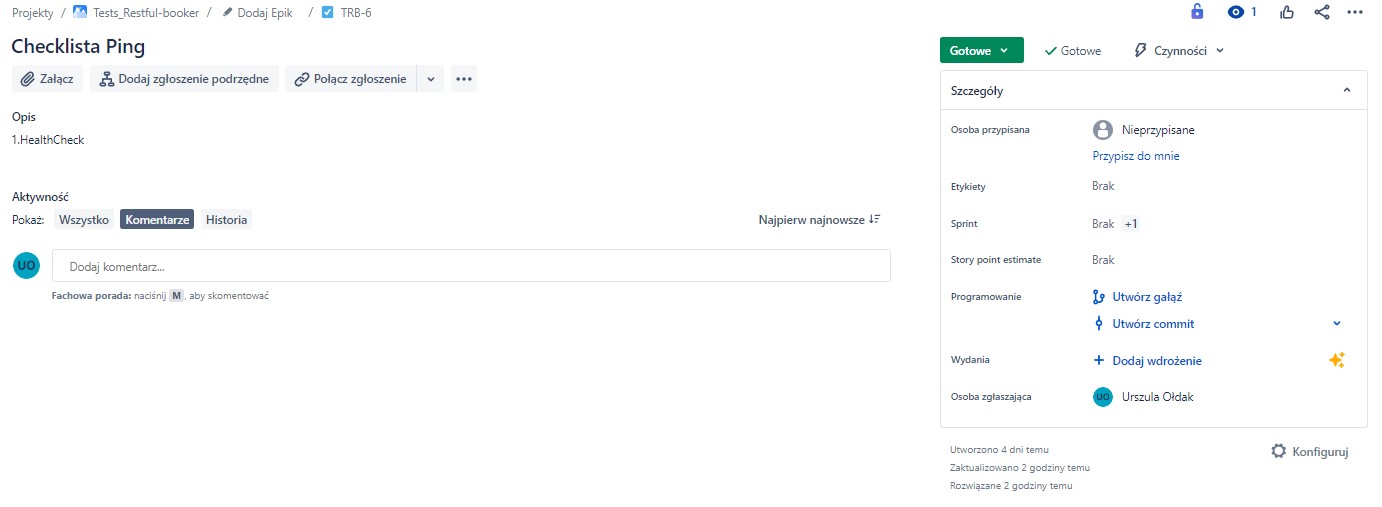 Projekty / Tests_Restful-booker / Dodaj Epik / TRB-6
1
Checklista Ping
Załącz Dodaj zgłoszenie podrzędne Połącz zgłoszenie
Opis
1.HealthCheck
Aktywność
Pokaż: Wszystko Komentarze Historia
Najpierw najnowsze
UO Dodaj komentarz...
Fachowa porada: naciśnij M, aby skomentować
Gotowe Gotowe Czynności
Szczegóły
Osoba przypisana Nieprzypisane
Przypisz do mnie
Etykiety Brak
Sprint Brak +1
Story point estimate Brak
Programowanie Utwórz gałąź
Utwórz commit
Wydania Dodaj wdrożenie
Osoba zgłaszająca UO Urszula Ołdak
Utworzono 4 dni temu
Konfiguruj
Zaktualizowano 2 godziny temu
Rozwiązane 2 godziny temu